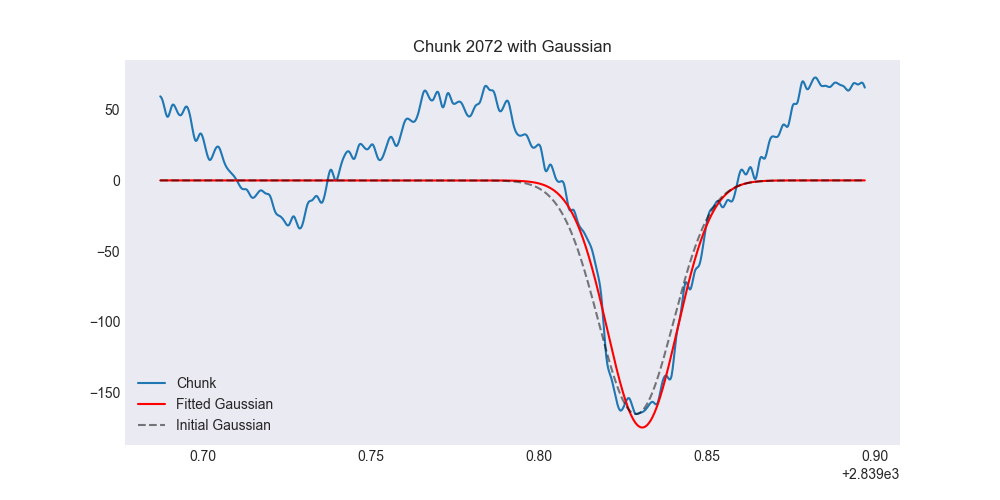 Chunk 2072 with Gaussian
50
0
−50
−100
−150
Chunk
Fitted Gaussian
Initial Gaussian
0.70 0.75 0.80 0.85 0.90
+2.839e3